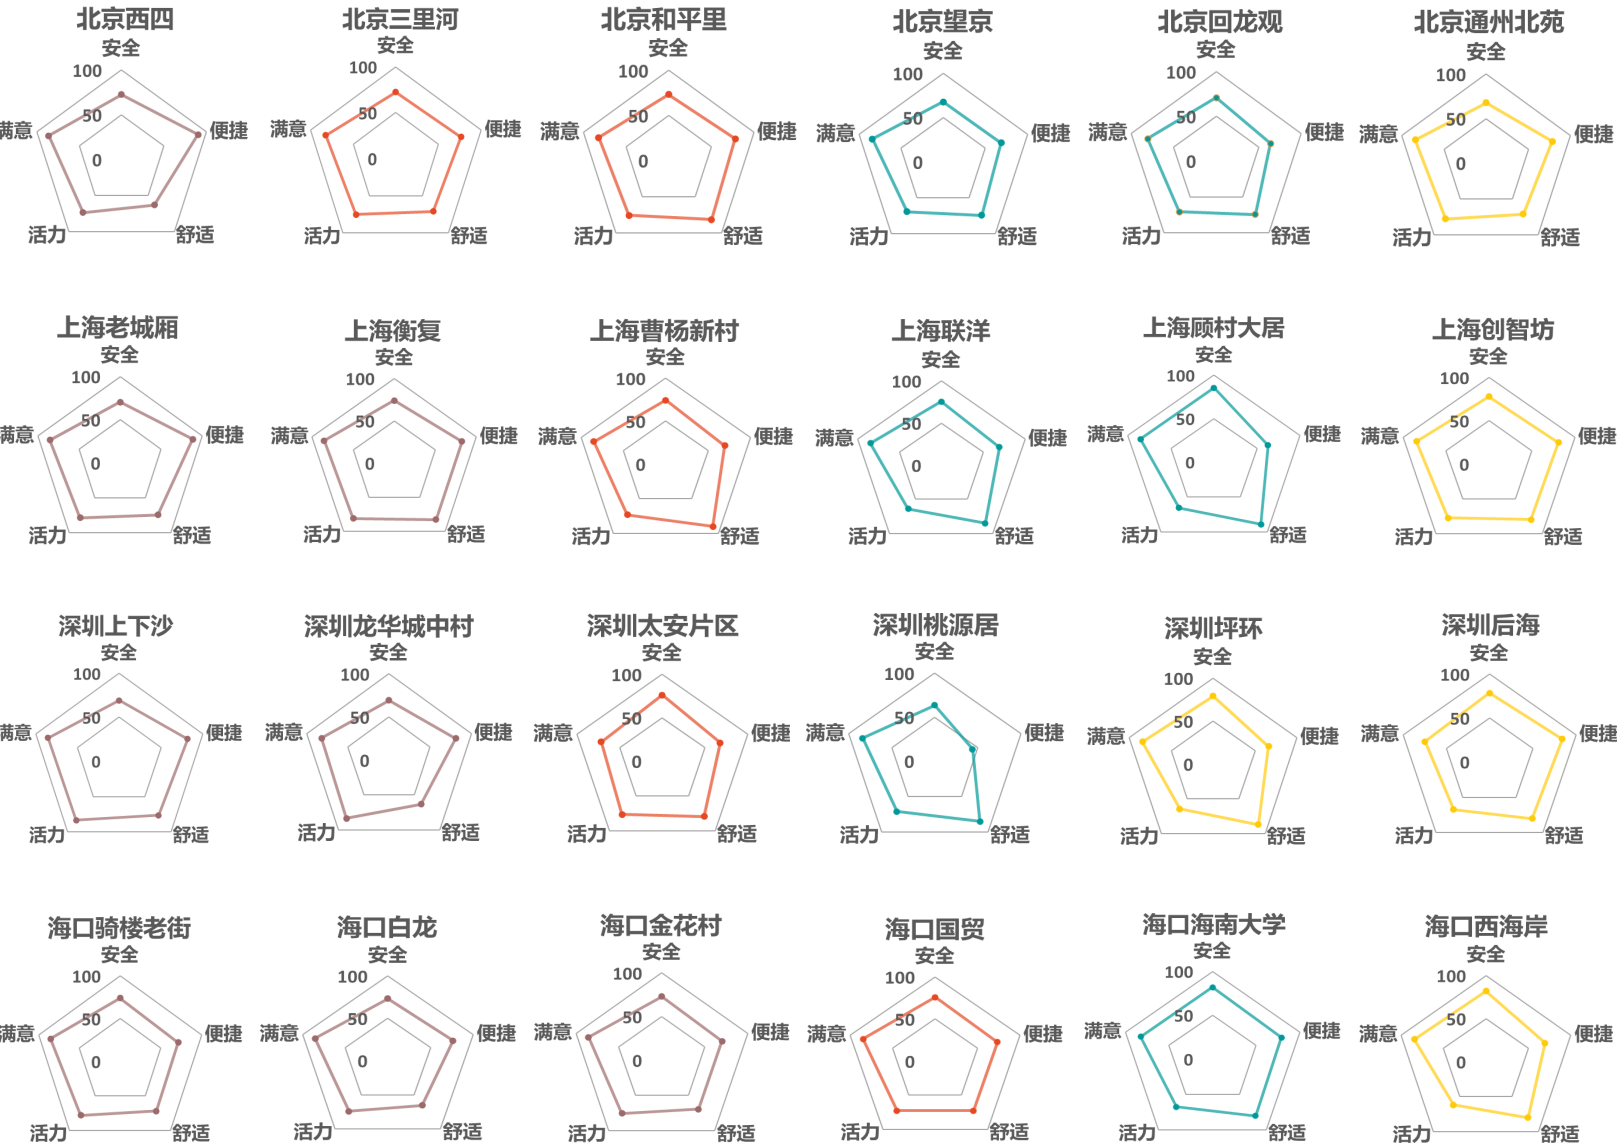 北京西四
安全
100
满意
50
便捷
0
活力
舒适
北京三里河
安全
100
满意
50
便捷
0
活力
舒适
北京和平里
安全
100
满意
50
便捷
0
活力
舒适
北京望京
安全
100
满意
50
便捷
0
活力
舒适
北京回龙观
安全
100
满意
50
便捷
0
活力
舒适
北京通州北苑
安全
100
满意
50
便捷
0
活力
舒适
上海老城厢
安全
100
满意
50
便捷
0
活力
舒适
上海衡复
安全
100
满意
50
便捷
0
活力
舒适
上海曹杨新村
安全
100
满意
50
便捷
0
活力
舒适
上海联洋
安全
100
满意
50
便捷
0
活力
舒适
上海顾村大居
安全
100
满意
50
便捷
0
活力
舒适
上海创智坊
安全
100
满意
50
便捷
0
活力
舒适
深圳上下沙
安全
100
满意
50
便捷
0
活力
舒适
深圳龙华城中村
安全
100
满意
50
便捷
0
活力
舒适
深圳太安片区
安全
100
满意
50
便捷
0
活力
舒适
深圳桃源居
安全
100
满意
50
便捷
0
活力
舒适
深圳坪环
安全
100
满意
50
便捷
0
活力
舒适
深圳后海
安全
100
满意
50
便捷
0
活力
舒适
海口骑楼老街
安全
100
满意
50
便捷
0
活力
舒适
海口白龙
安全
100
满意
50
便捷
0
活力
舒适
海口金花村
安全
100
满意
50
便捷
0
活力
舒适
海口国贸
安全
100
满意
50
便捷
0
活力
舒适
海口海南大学
安全
100
满意
50
便捷
0
活力
舒适
海口西海岸
安全
100
满意
50
便捷
0
活力
舒适